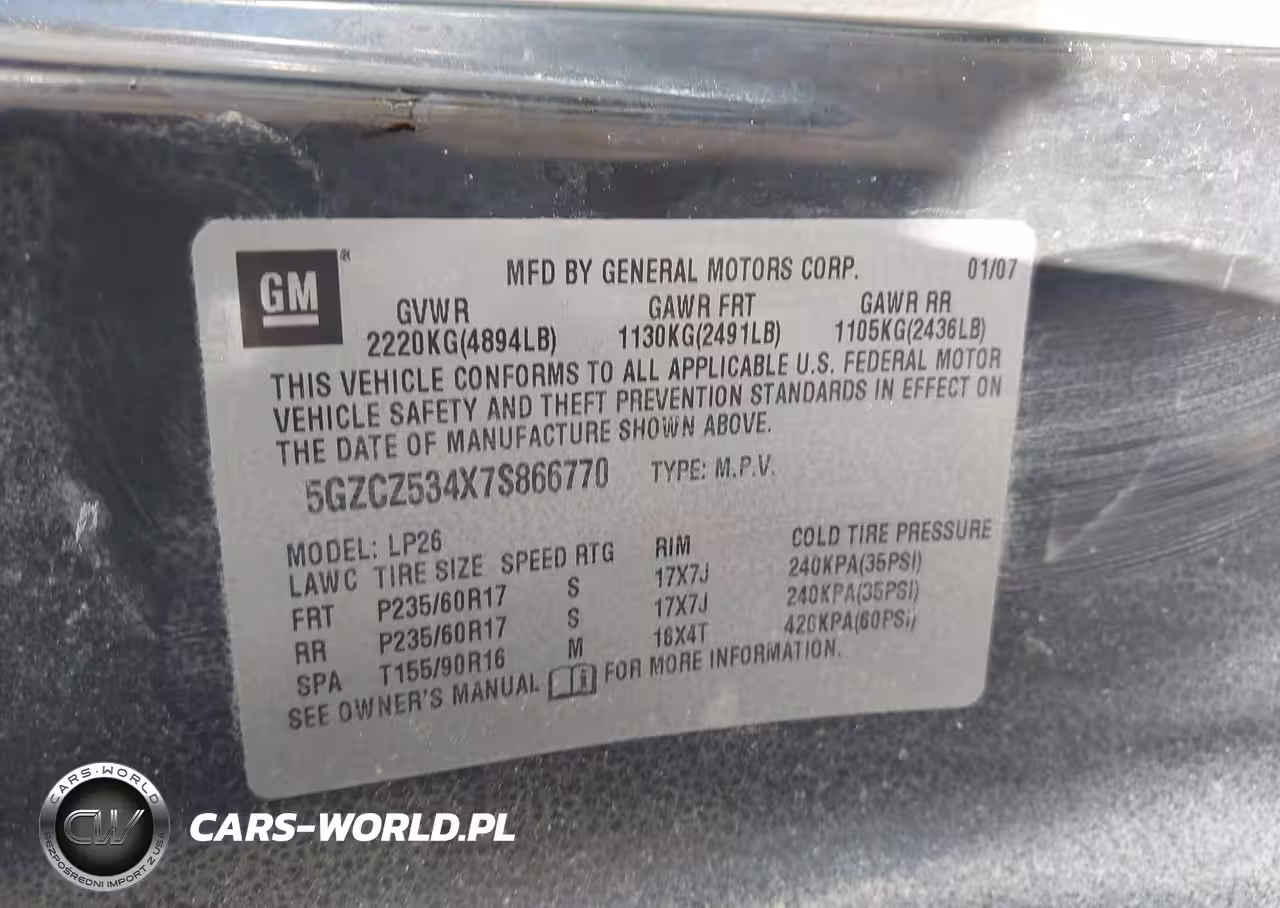 GM
MFD BY GENERAL MOTORS CORP. 01/07
GVWR GAWR FRT GAWR RR
2220KG(4894LB) 1130KG(2491LB) 1105KG(2436LB)
THIS VEHICLE CONFORMS TO ALL APPLICABLE U.S. FEDERAL MOTOR
VEHICLE SAFETY AND THEFT PREVENTION STANDARDS IN EFFECT ON
THE DATE OF MANUFACTURE SHOWN ABOVE.
5GZCZ534X7S866770 TYPE: M.P.V.
MODEL: LP26
LAWC TIRE SIZE SPEED RTG RIM COLD TIRE PRESSURE
FRT P235/60R17 S 17X7J 240KPA(35PSI)
RR P235/60R17 S 17X7J 240KPA(35PSI)
SPA T155/90R16 M 16X4T 420KPA(60PSI)
SEE OWNER'S MANUAL FOR MORE INFORMATION.
CARS-WORLD
CW
BEZPOŚREDNI IMPORT Z USA
CARS-WORLD.PL